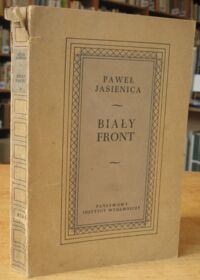 PAWEŁ
JASIENICA
BIAŁY
FRONT
PAŃSTWOWY
INSTYTUT WYDAWNICZY